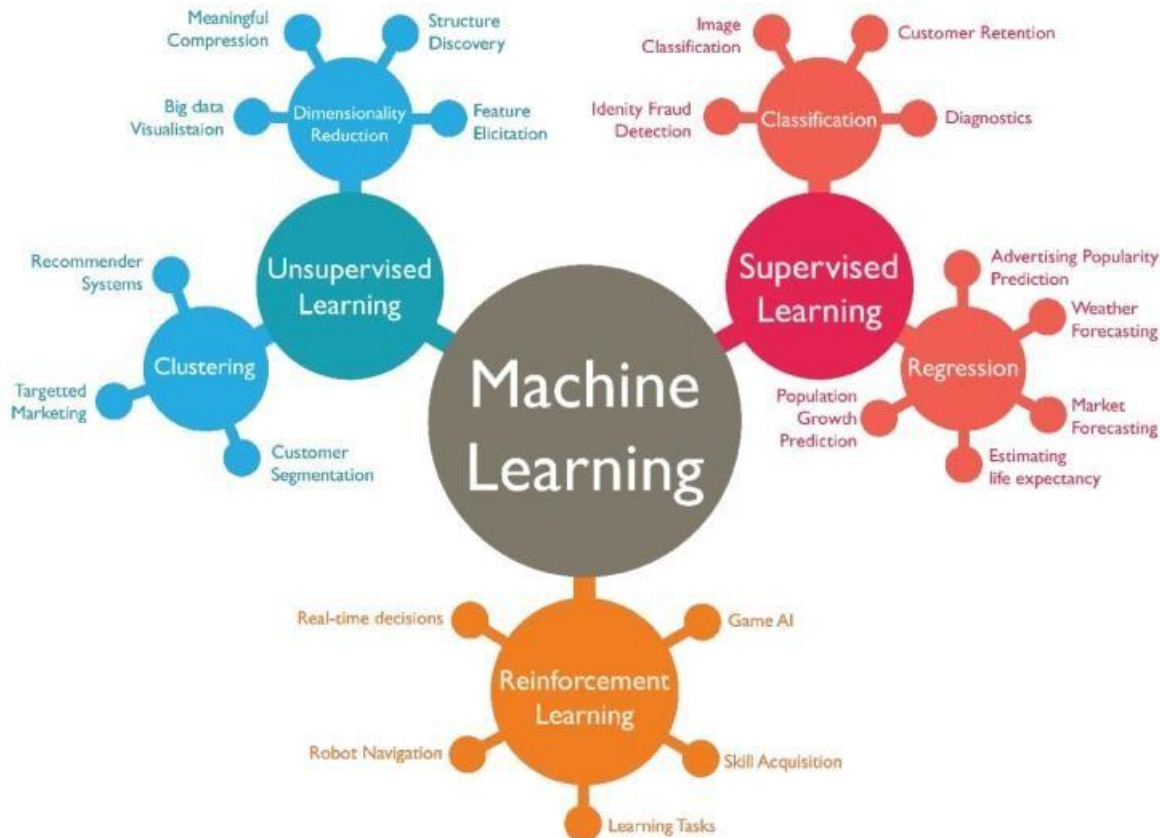 Meaningful
Compression
Structure
Discovery
Big data
Visualistaion
Dimensionality
Reduction
Feature
Elicitation
Image
Classification
Customer Retention
Idenity Fraud
Detection
Classification
Diagnostics
Recommender
Systems
Unsupervised
Learning
Clustering
Targetted
Marketing
Customer
Segmentation
Machine
Learning
Supervised
Learning
Advertising Popularity
Prediction
Weather
Forecasting
Regression
Population
Growth
Prediction
Market
Forecasting
Estimating
life expectancy
Real-time decisions
Game AI
Reinforcement
Learning
Robot Navigation
Skill Acquisition
Learning Tasks